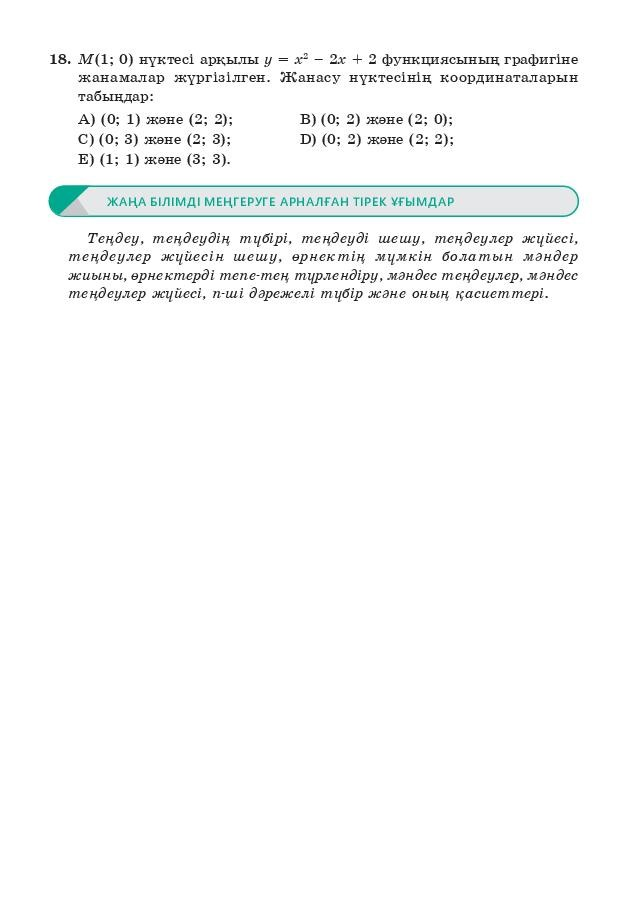 18. M(1; 0) нүктесі арқылы y = x² − 2x + 2 функциясының графигіне
жанамалар жүргізілген. Жанасу нүктесінің координаталарын
табыңдар:
A) (0; 1) және (2; 2); B) (0; 2) және (2; 0);
C) (0; 3) және (2; 3); D) (0; 2) және (2; 2);
E) (1; 1) және (3; 3).
ЖАҢА БІЛІМДІ МЕҢГЕРУГЕ АРНАЛҒАН ТІРЕК ҰҒЫМДАР
Теңдеу, теңдеудің түбірі, теңдеуді шешу, теңдеулер жүйесі,
теңдеулер жүйесін шешу, өрнектің мүмкін болатын мәндер
жиыны, өрнектерді тепе-тең түрлендіру, мәндес теңдеулер, мәндес
теңдеулер жүйесі, n-ші дәрежелі түбір және оның қасиеттері.